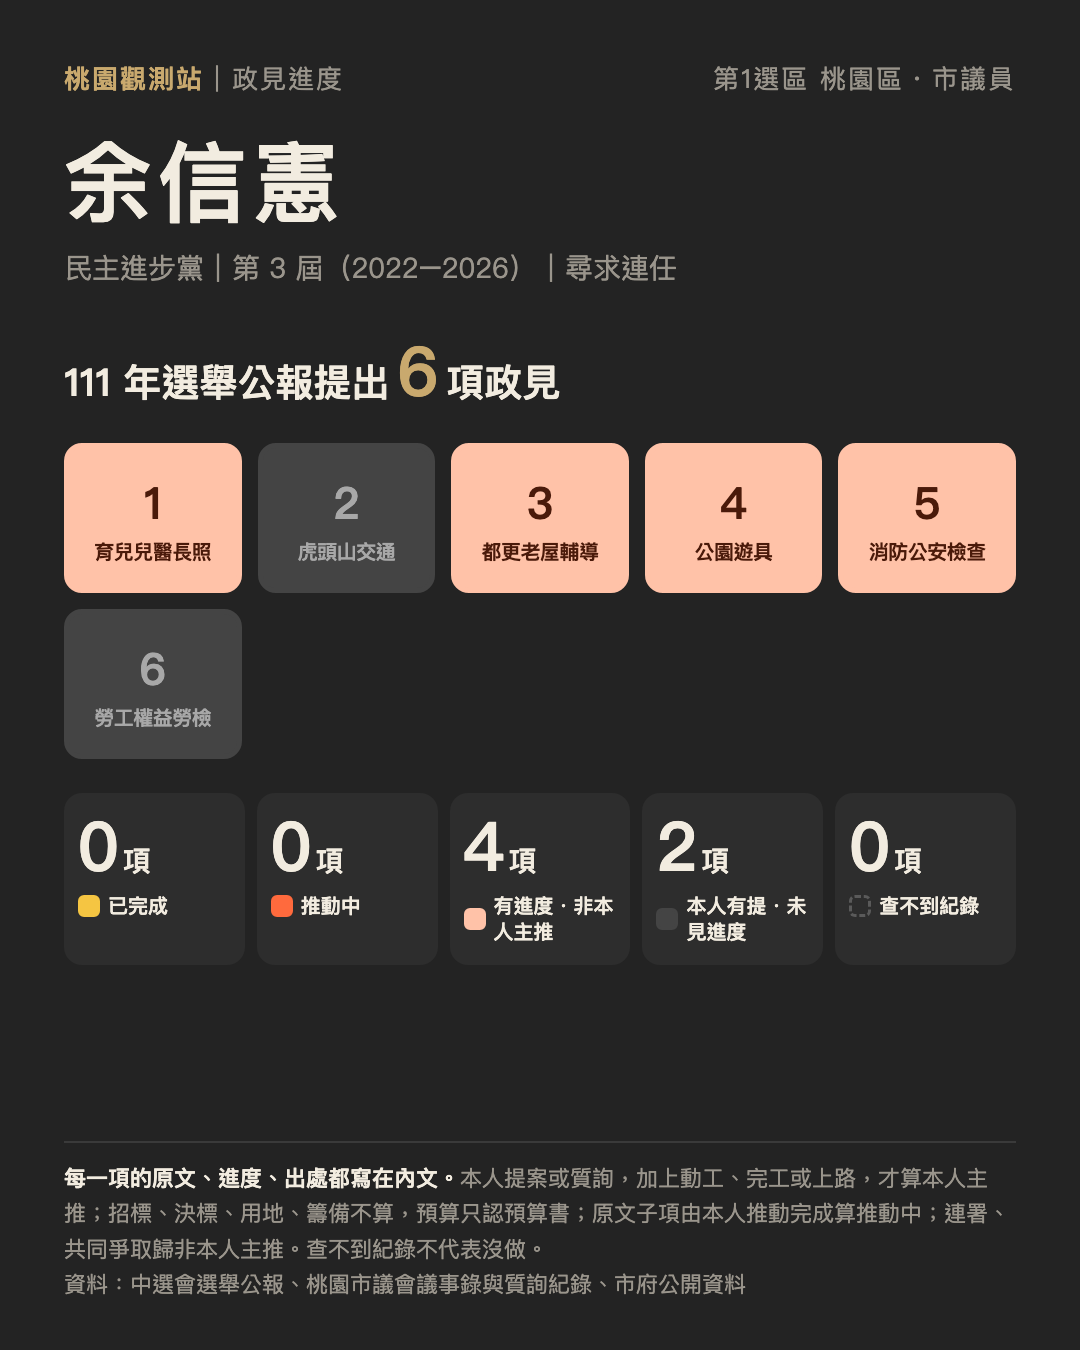 桃園觀測站｜政見進度
第1選區 桃園區・市議員
余信憲
民主進步黨｜第 3 屆（2022—2026）｜尋求連任
111 年選舉公報提出 6 項政見
1
育兒兒醫長照
2
虎頭山交通
3
都更老屋輔導
4
公園遊具
5
消防公安檢查
6
勞工權益勞檢
0項
已完成
0項
推動中
4項
有進度・非本
人主推
2項
本人有提・未
見進度
0項
查不到紀錄
每一項的原文、進度、出處都寫在內文。本人提案或質詢，加上動工、完工或上路，才算本人主
推；招標、決標、用地、籌備不算，預算只認預算書；原文子項由本人推動完成算推動中；連署、
共同爭取歸非本人主推。查不到紀錄不代表沒做。
資料：中選會選舉公報、桃園市議會議事錄與質詢紀錄、市府公開資料